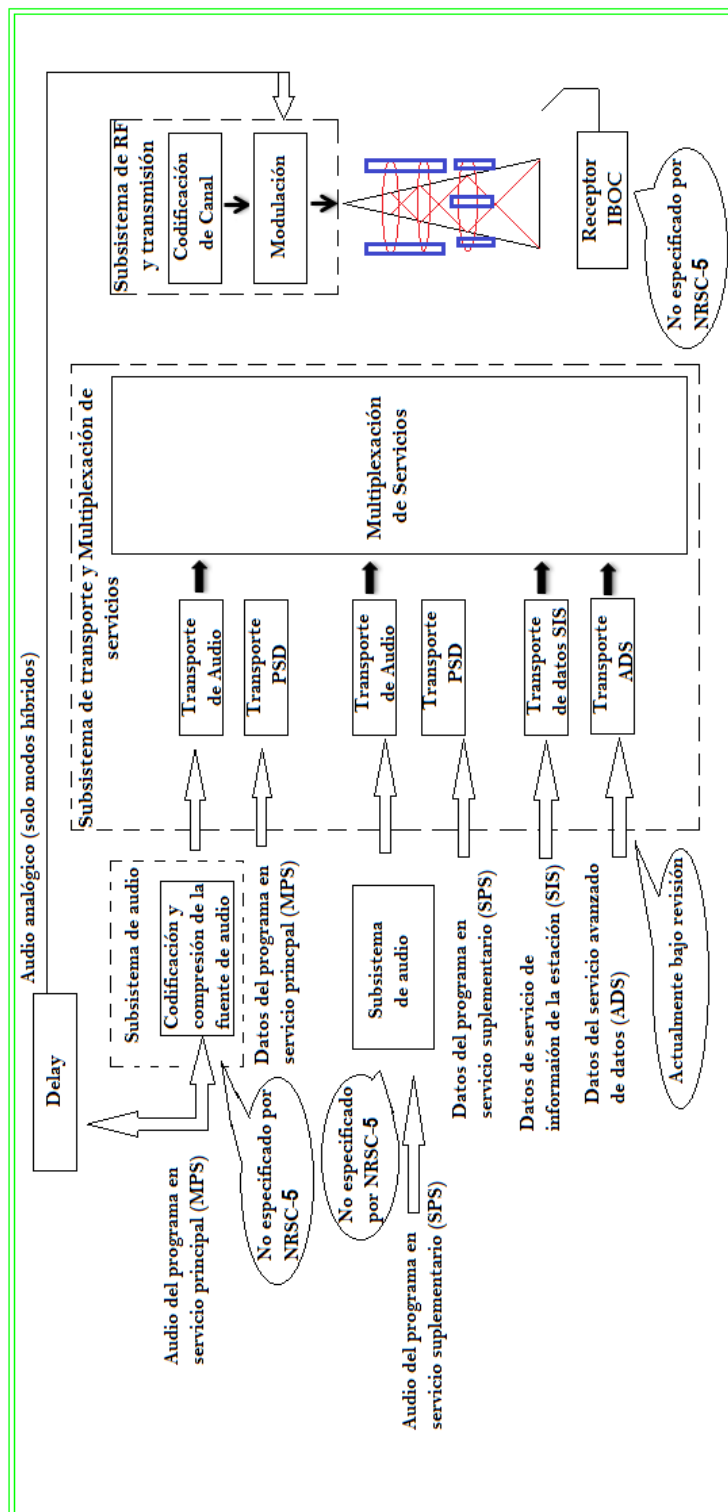 Audio analógico (solo modos híbridos)
Delay
Audio del programa en
servicio principal (MPS)
No especificado por
NRSC-5
Subsistema de audio
Codificación y
compresión de la
fuente de audio
Datos del programa en
servicio princpal (MPS)
No especificado
por NRSC-5
Subsistema
de audio
Audio del programa en
servicio suplementario (SPS)
Datos del programa en
servicio suplementario (SPS)
Datos de servicio de
informaión de la estación (SIS)
Datos del servicio avanzado
de datos (ADS)
Actualmente bajo revisión
Subsistema de transporte y Multiplexación de
servicios
Transporte
de Audio
Transporte
PSD
Transporte
de Audio
Transporte
PSD
Transporte
de datos SIS
Transporte
ADS
Multiplexación
de Servicios
Subsistema de RF
y transmisión
Codificación
de Canal
Modulación
Receptor
IBOC
No especificado por
NRSC-5